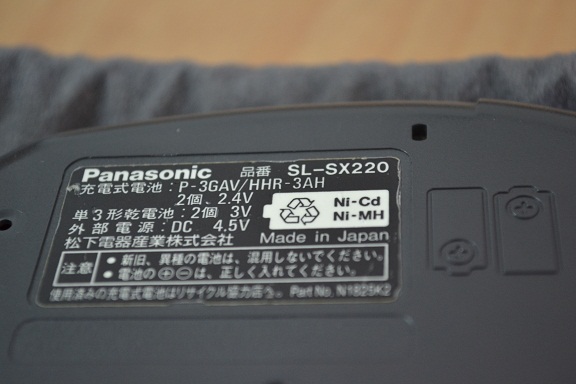 Panasonic 品番 SL-SX220
充電式電池：P-3GAV/HHR-3AH
2個、2.4V
単3形乾電池：2個 3V
外部電源：DC 4.5V
Ni-Cd
Ni-MH
松下電器産業株式会社 Made in Japan
注意
●新旧、異種の電池は、混用しないでください。
●電池の⊕⊖は、正しく入れてください。
使用済みの充電式電池はリサイクル協力店へ。 Part No. N1825K2